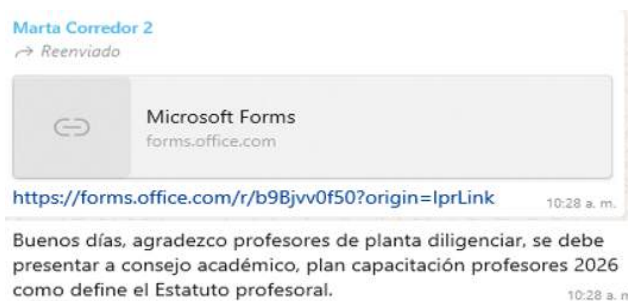 Marta Corredor 2
Reenviado
Microsoft Forms
forms.office.com
https://forms.office.com/r/b9Bjvv0f50?origin=lprLink
10:28 a. m.
Buenos días, agradezco profesores de planta diligenciar, se debe
presentar a consejo académico, plan capacitación profesores 2026
como define el Estatuto profesoral.
10:28 a. m